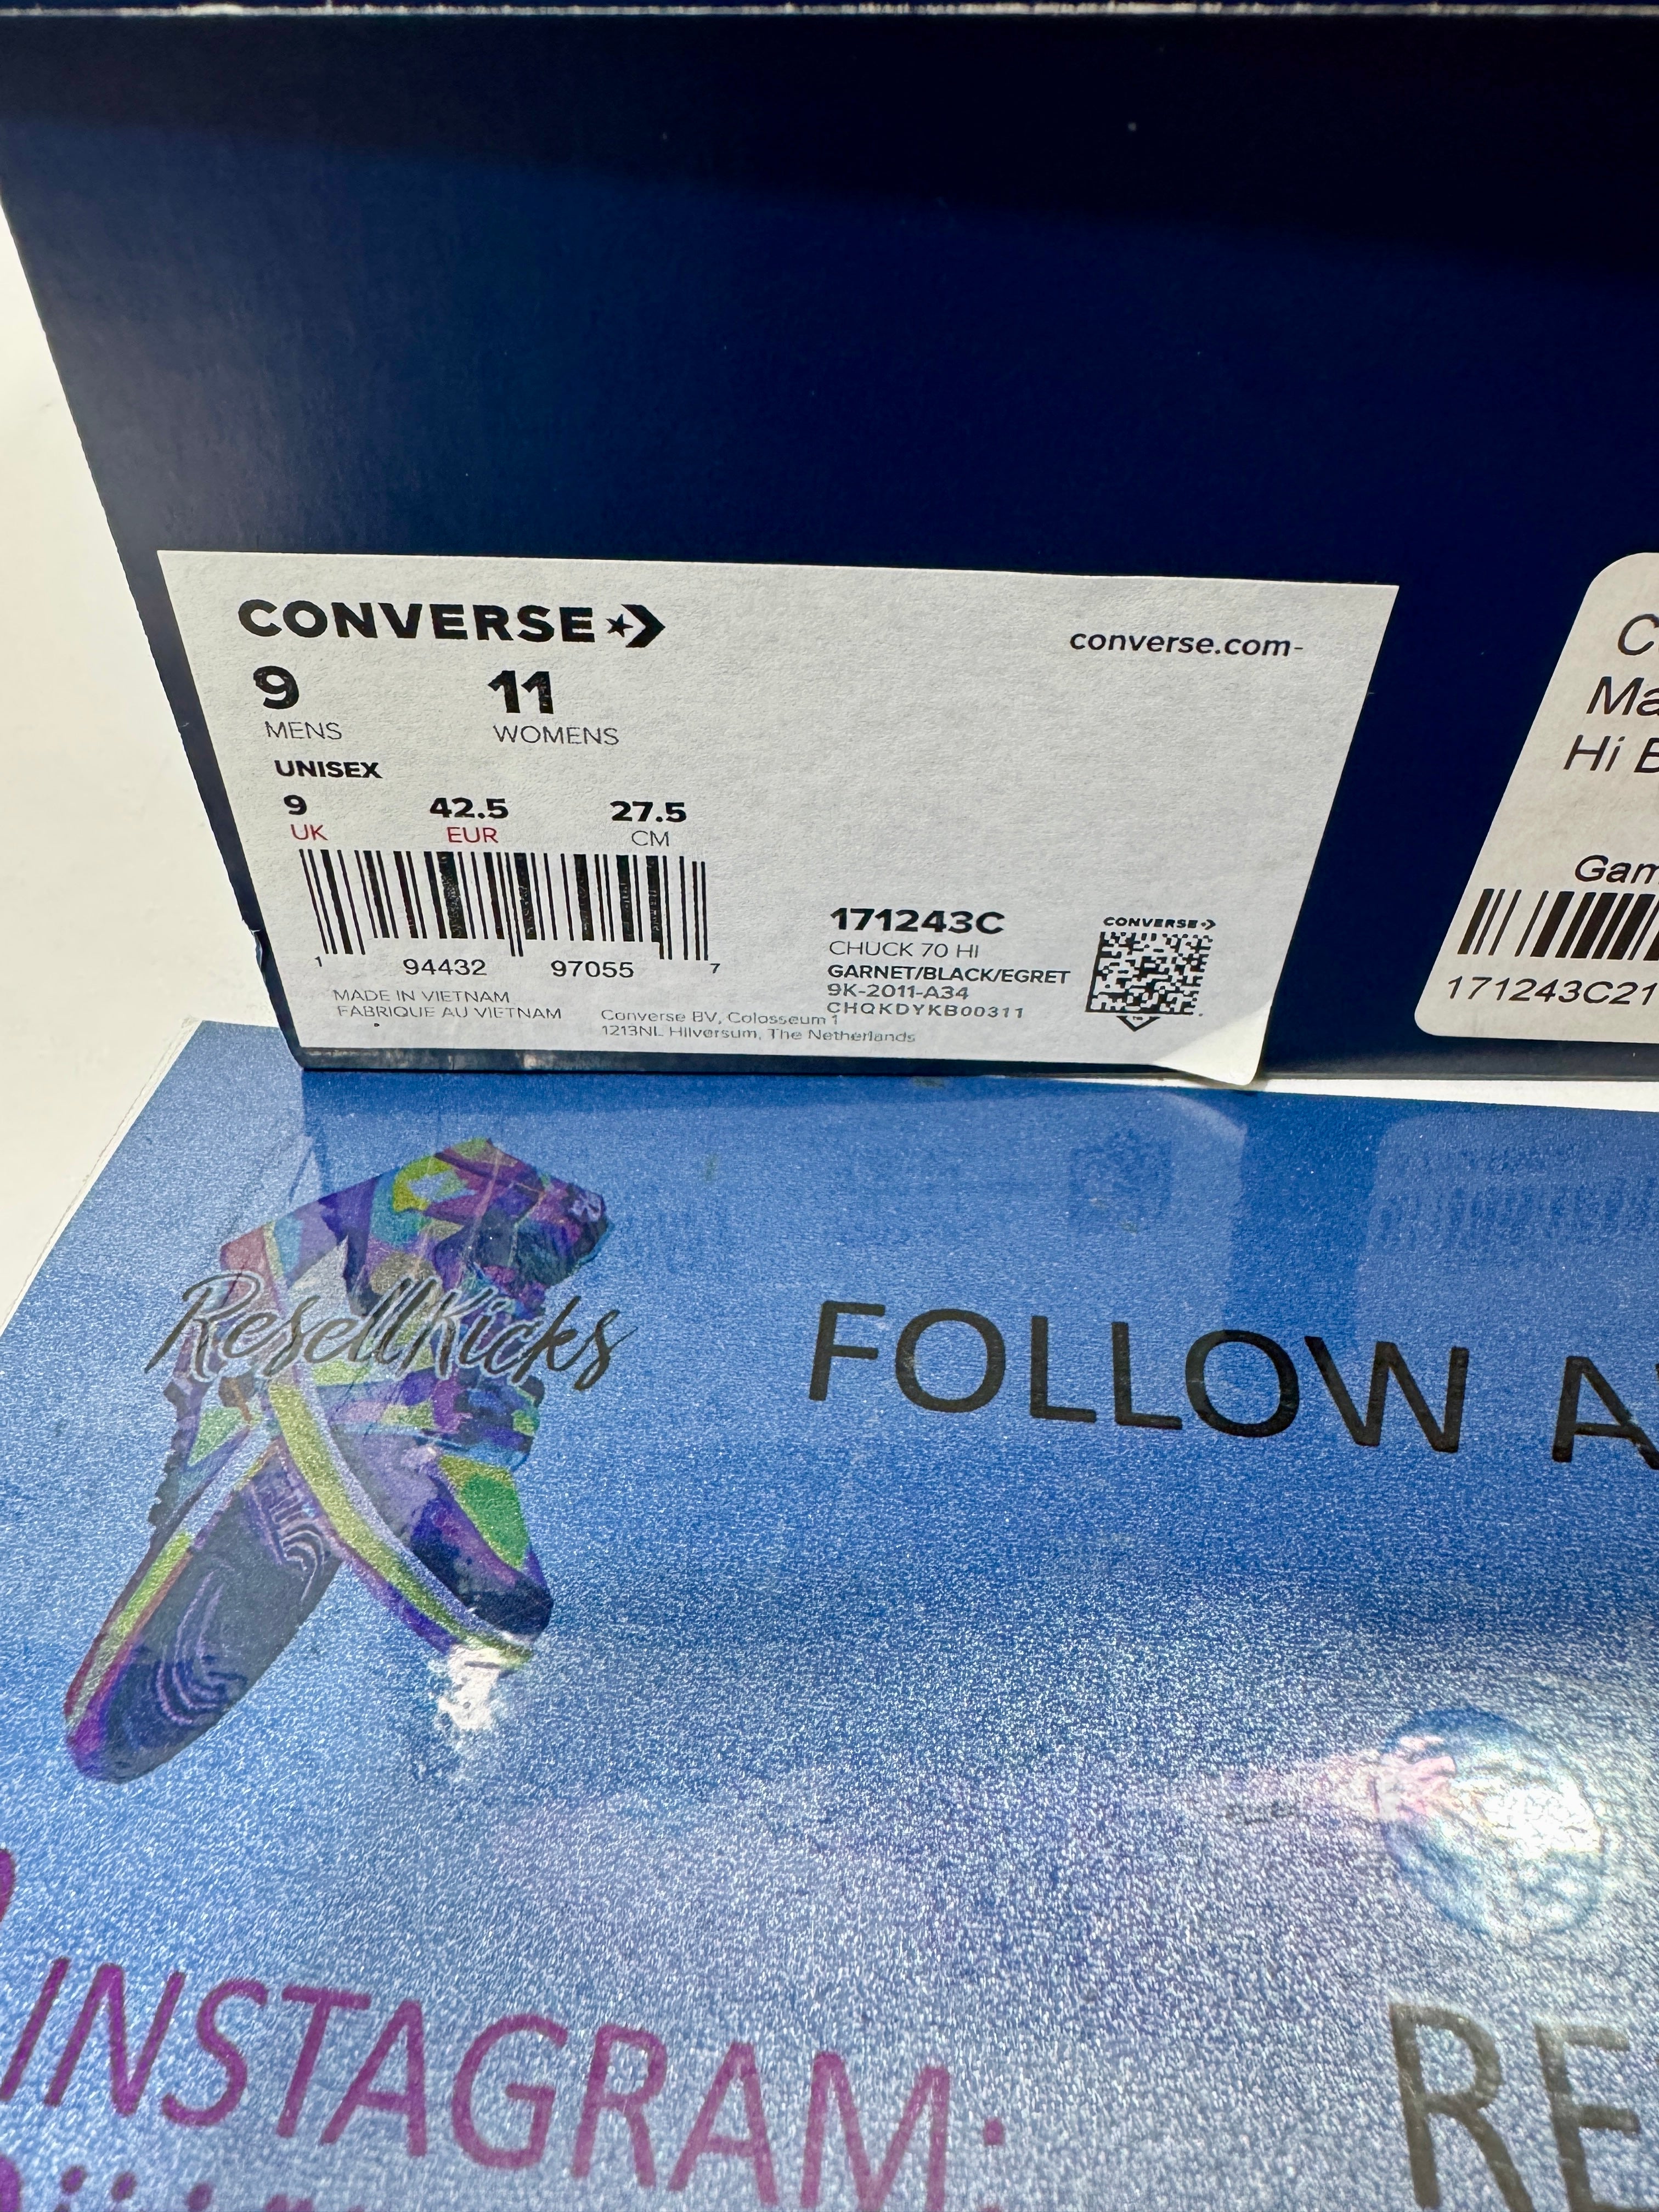 CONVERSE
converse.com-
9 11
MENS WOMENS
UNISEX
9 42.5 27.5
UK EUR CM
1 94432 97055 7
MADE IN VIETNAM
FABRIQUE AU VIETNAM
Converse BV, Colosseum 1
1213NL Hilversum, The Netherlands
171243C
CHUCK 70 HI
GARNET/BLACK/EGRET
9K-2011-A34
CHQKDYKB00311
CONVERSE
Hi
171243C21
ResellKicks
FOLLOW
INSTAGRAM: